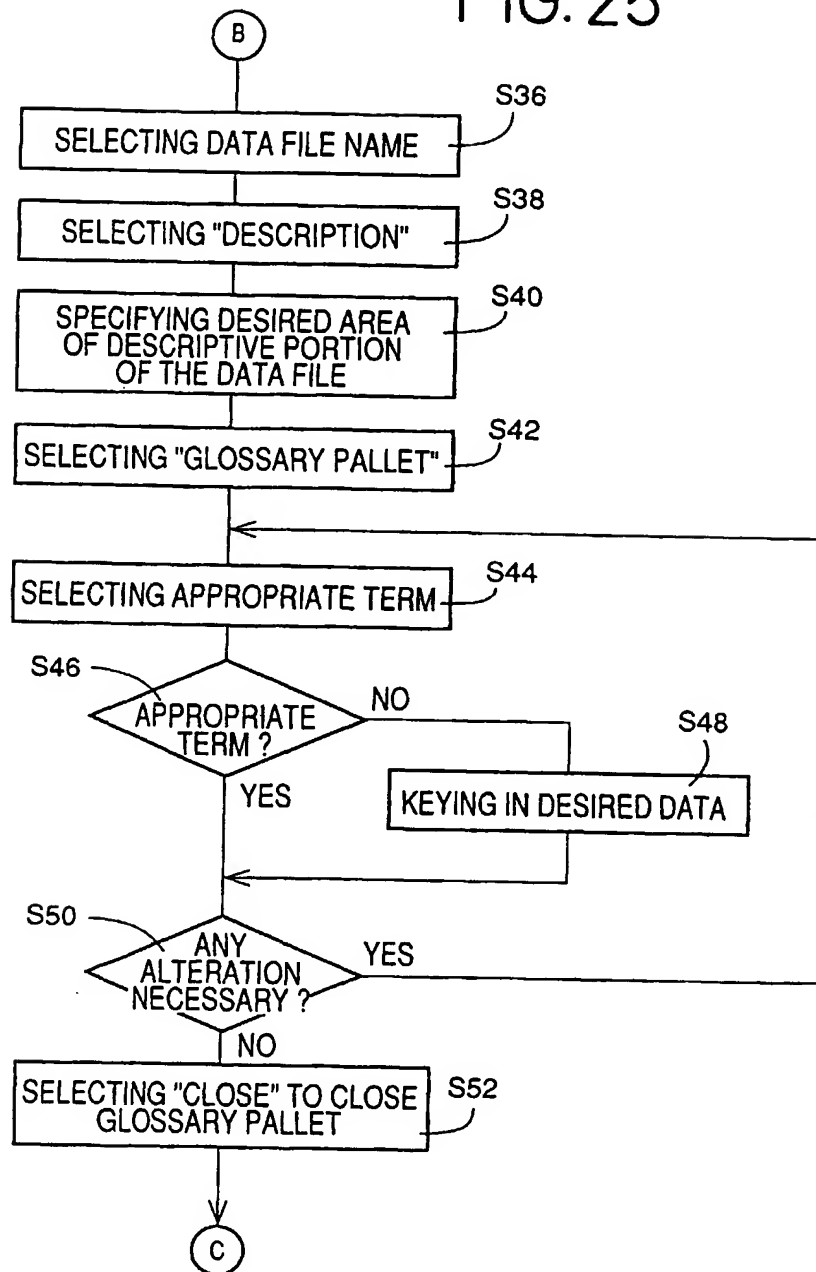 FIG. 25
B
S36
SELECTING DATA FILE NAME
S38
SELECTING "DESCRIPTION"
S40
SPECIFYING DESIRED AREA
OF DESCRIPTIVE PORTION
OF THE DATA FILE
S42
SELECTING "GLOSSARY PALLET"
S44
SELECTING APPROPRIATE TERM
S46
APPROPRIATE
TERM ?
NO
YES
S48
KEYING IN DESIRED DATA
S50
ANY
ALTERATION
NECESSARY ?
YES
NO
S52
SELECTING "CLOSE" TO CLOSE
GLOSSARY PALLET
C